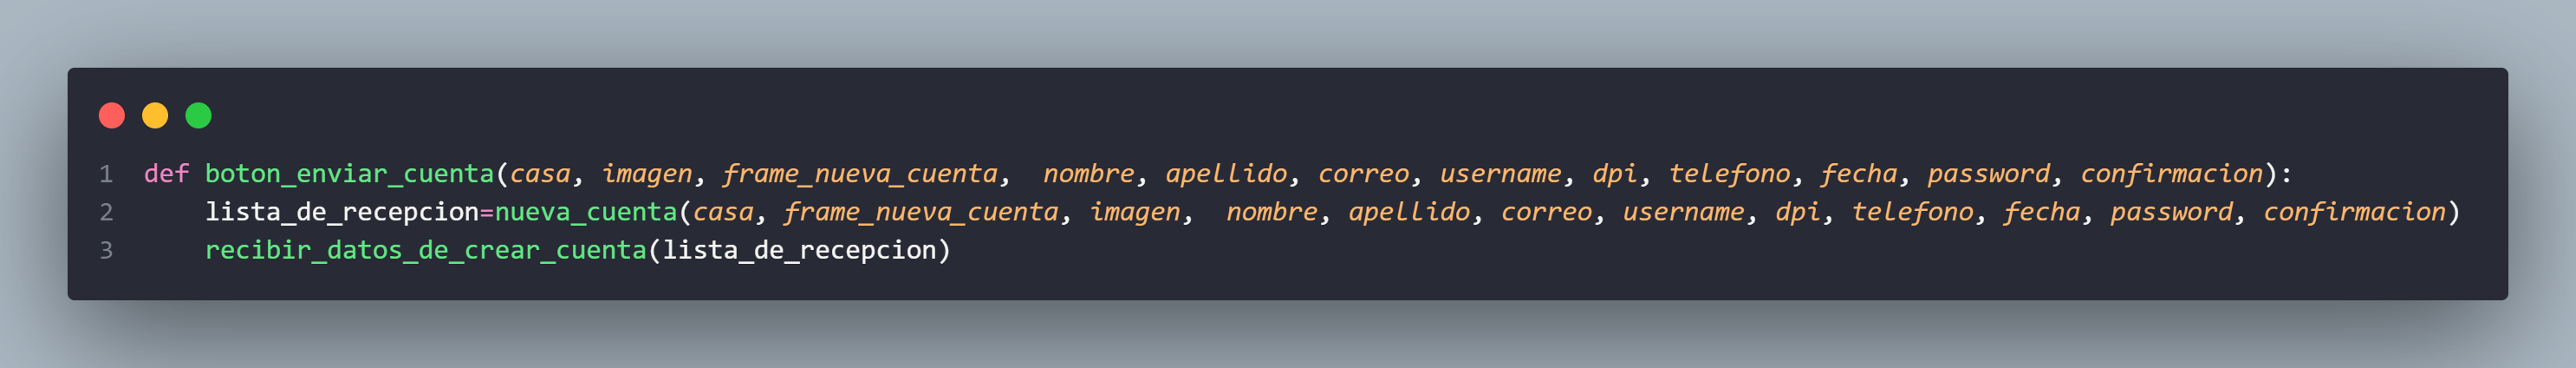 1 def boton_enviar_cuenta(casa, imagen, frame_nueva_cuenta,  nombre, apellido, correo, username, dpi, telefono, fecha, password, confirmacion):
2     lista_de_recepcion=nueva_cuenta(casa, frame_nueva_cuenta, imagen,  nombre, apellido, correo, username, dpi, telefono, fecha, password, confirmacion)
3     recibir_datos_de_crear_cuenta(lista_de_recepcion)